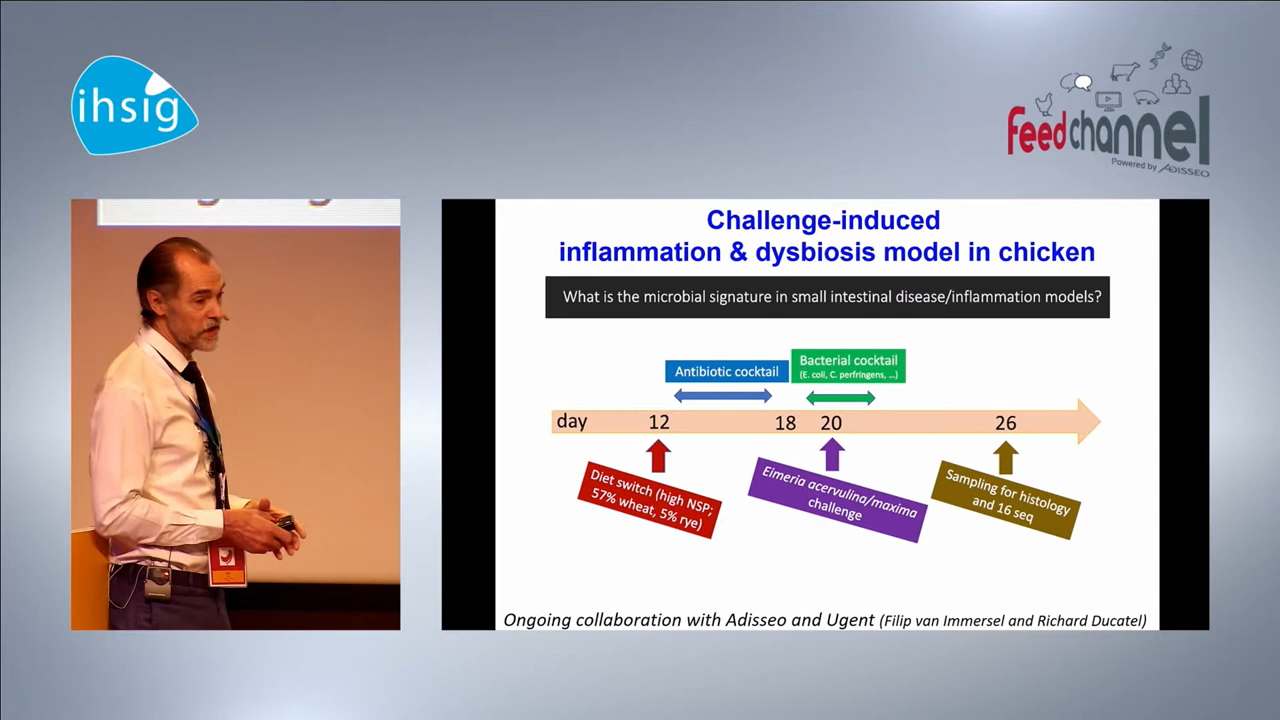 ihsig
feedchannel
Powered by ADISSEO
Challenge-induced
inflammation & dysbiosis model in chicken
What is the microbial signature in small intestinal disease/inflammation models?
Antibiotic cocktail
Bacterial cocktail
(E. coli, C. perfringens, ...)
day 12 18 20 26
Diet switch (high NSP;
57% wheat, 5% rye)
Eimeria acervulina/maxima
challenge
Sampling for histology
and 16 seq
Ongoing collaboration with Adisseo and Ugent (Filip van Immersel and Richard Ducatel)